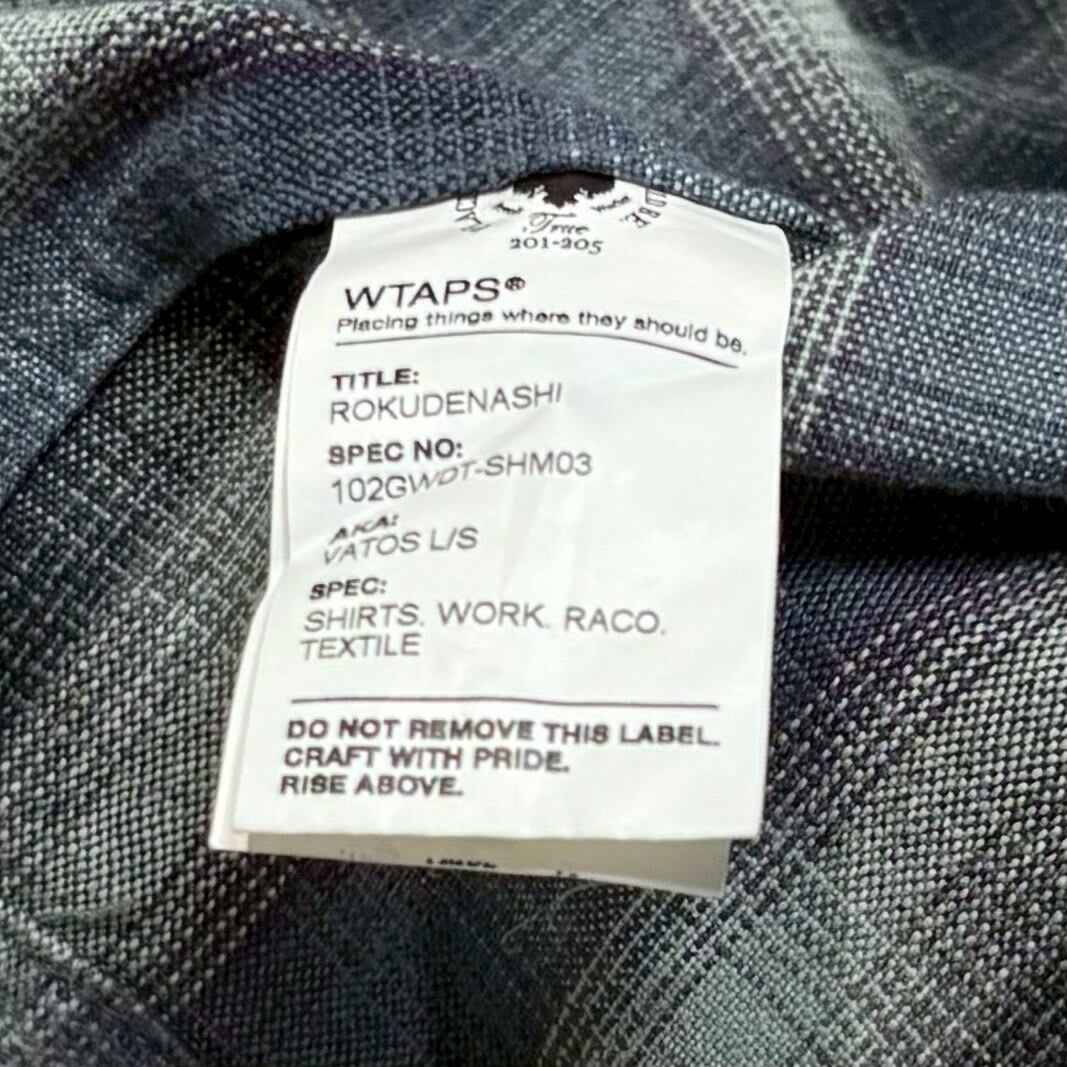 True
201-205
WTAPS®
Placing things where they should be.
TITLE:
ROKUDENASHI
SPEC NO:
102GWDT-SHM03
AKA:
VATOS L/S
SPEC:
SHIRTS. WORK. RACO.
TEXTILE
DO NOT REMOVE THIS LABEL.
CRAFT WITH PRIDE.
RISE ABOVE.